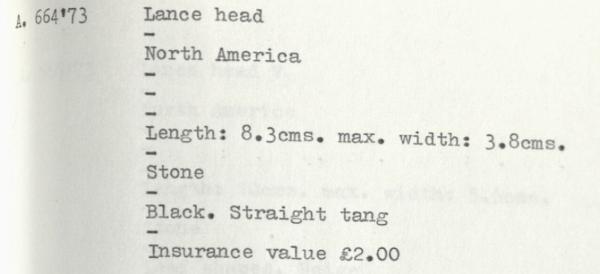 A. 664'73 Lance head
-
North America
-
-
-
Length: 8.3cms. max. width: 3.8cms.
-
Stone
-
Black. Straight tang
-
Insurance value £2.00